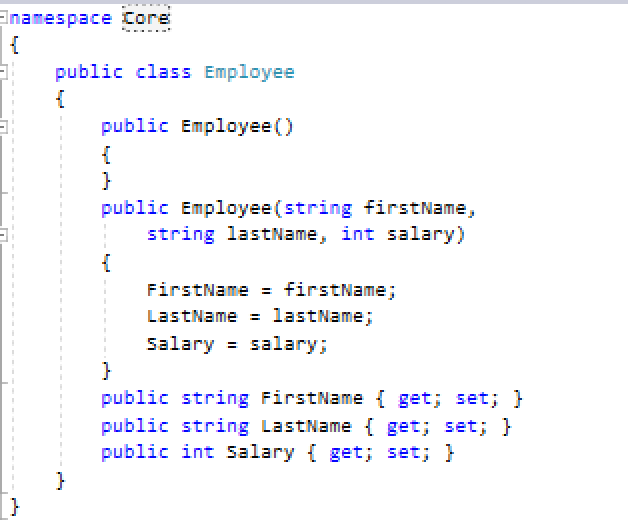 namespace Core
{
    public class Employee
    {
        public Employee()
        {
        }
        public Employee(string firstName,
            string lastName, int salary)
        {
            FirstName = firstName;
            LastName = lastName;
            Salary = salary;
        }
        public string FirstName { get; set; }
        public string LastName { get; set; }
        public int Salary { get; set; }
    }
}